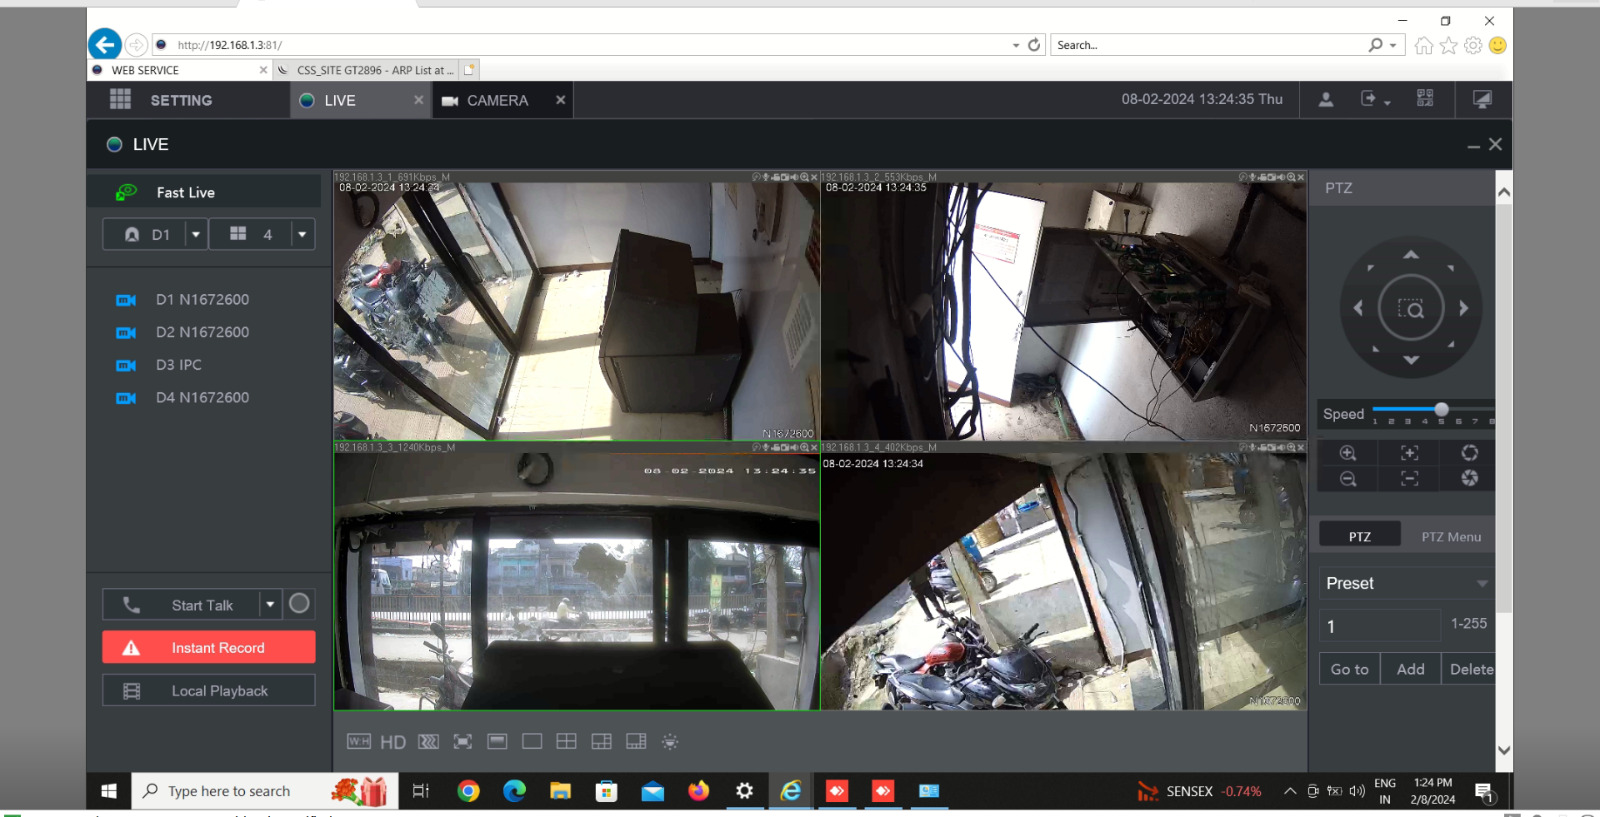 http://192.168.1.3:81/
Search...
WEB SERVICE
CSS_SITE GT2896 - ARP List at ...
SETTING
LIVE
CAMERA
08-02-2024 13:24:35 Thu
LIVE
Fast Live
D1
4
D1 N1672600
D2 N1672600
D3 IPC
D4 N1672600
Start Talk
Instant Record
Local Playback
192.168.1.3_1_691Kbps_M
08-02-2024 13:24:34
N1672600
192.168.1.3_2_553Kbps_M
08-02-2024 13:24:35
N1672600
192.168.1.3_3_1240Kbps_M
08-02-2024 13:24:35
192.168.1.3_4_402Kbps_M
08-02-2024 13:24:34
N1672600
W:H
HD
PTZ
Speed
1 2 3 4 5 6 7 8
PTZ
PTZ Menu
Preset
1
1-255
Go to
Add
Delete
Type here to search
SENSEX -0.74%
ENG
IN
1:24 PM
2/8/2024
1